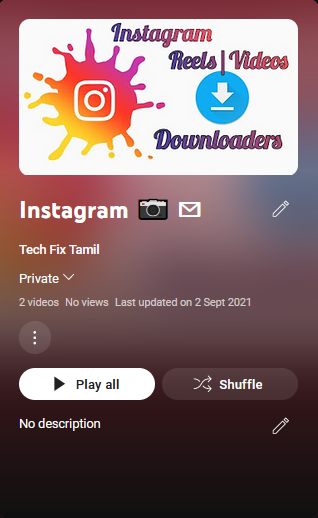 Instagram
Reels | Videos
Downloaders
Instagram 📷 ✉
Tech Fix Tamil
Private
2 videos No views Last updated on 2 Sept 2021
Play all
Shuffle
No description